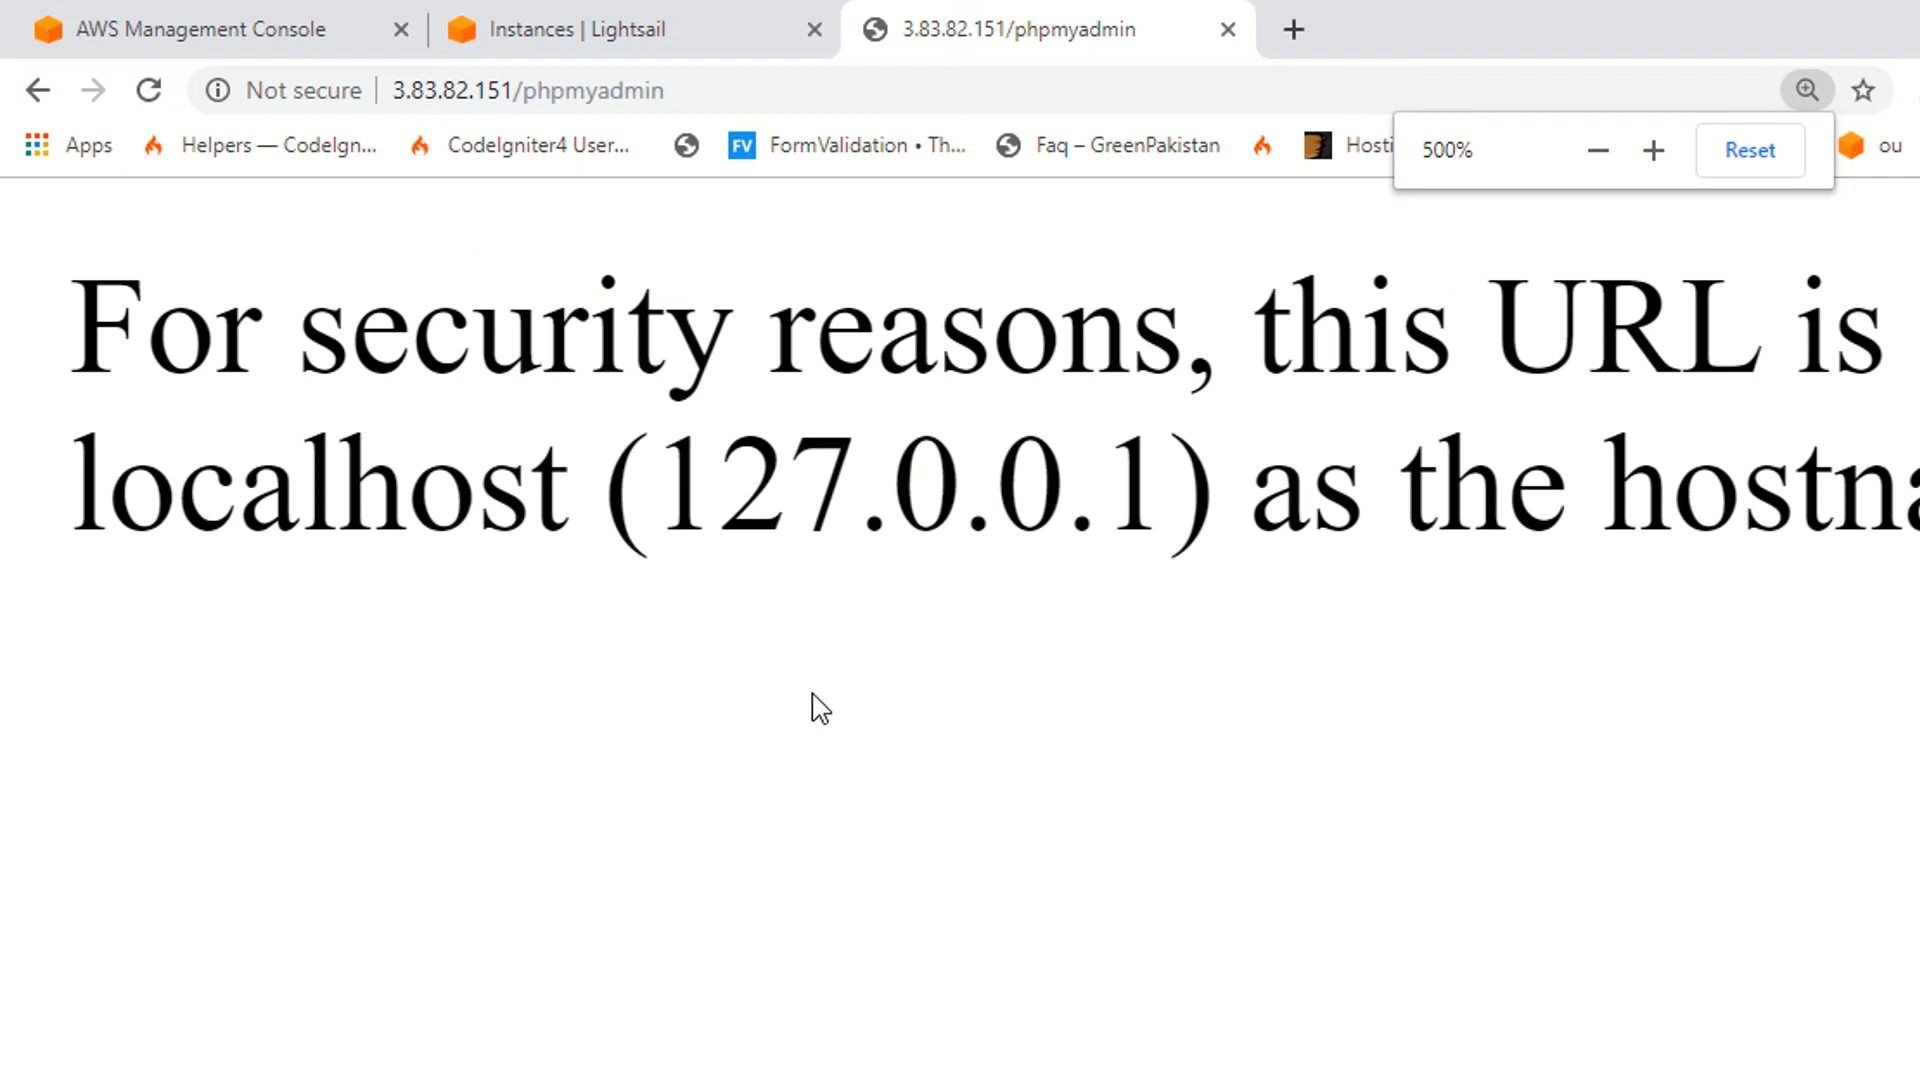 AWS Management Console
Instances | Lightsail
3.83.82.151/phpmyadmin
Not secure
3.83.82.151/phpmyadmin
Apps
Helpers — CodeIgn...
CodeIgniter4 User...
FV
FormValidation • Th...
Faq – GreenPakistan
Hosti
ou
500%
Reset
For security reasons, this URL is
localhost (127.0.0.1) as the hostna